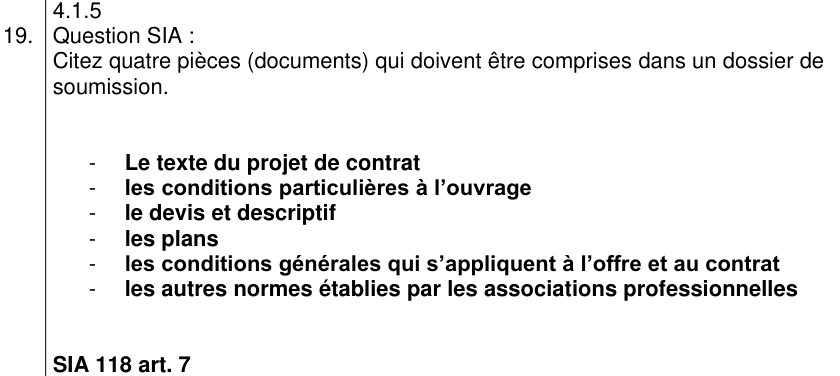 4.1.5
19. Question SIA :
Citez quatre pièces (documents) qui doivent être comprises dans un dossier de
soumission.
- Le texte du projet de contrat
- les conditions particulières à l’ouvrage
- le devis et descriptif
- les plans
- les conditions générales qui s’appliquent à l’offre et au contrat
- les autres normes établies par les associations professionnelles
SIA 118 art. 7